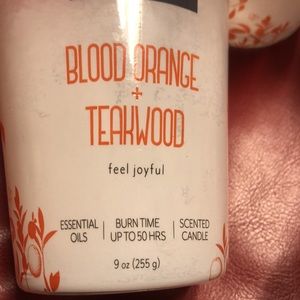 BLOOD ORANGE
+
TEAKWOOD
feel joyful
ESSENTIAL OILS | BURN TIME UP TO 50 HRS | SCENTED CANDLE
9 oz (255 g)